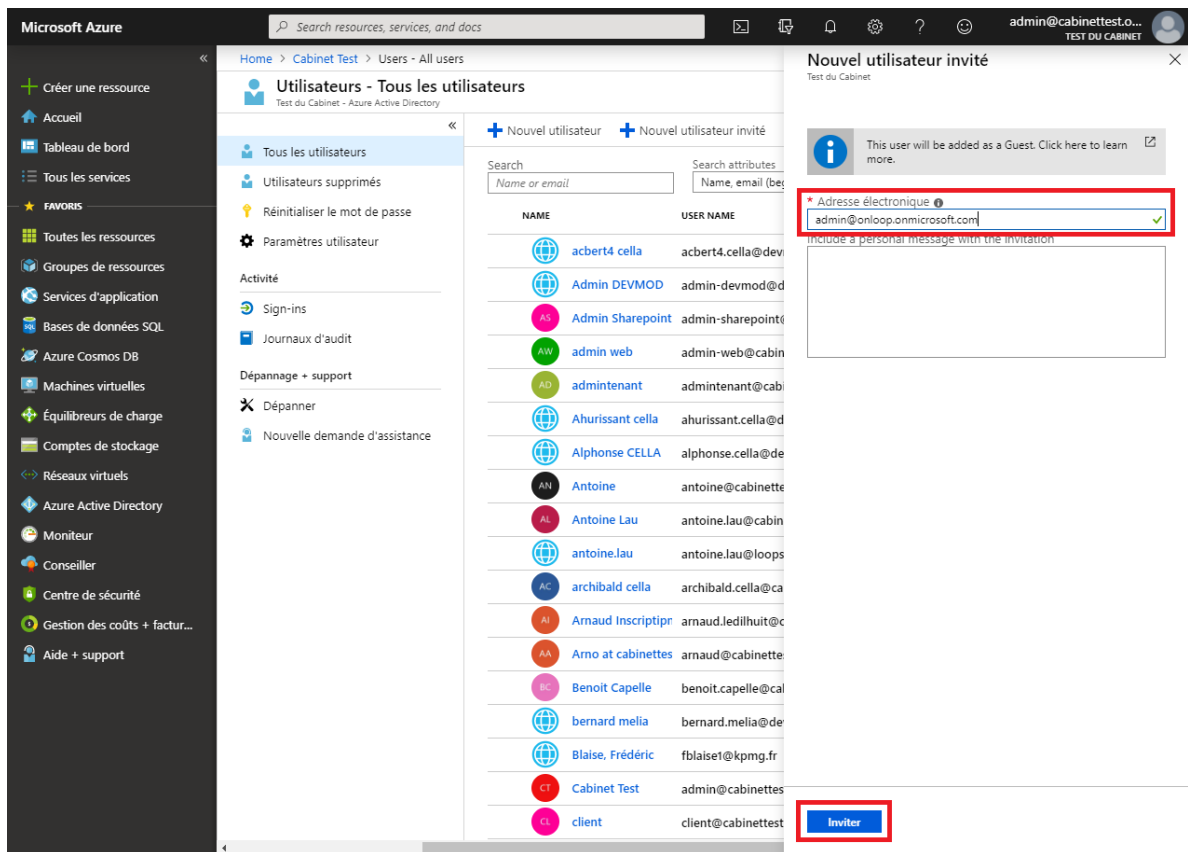 Microsoft Azure
Search resources, services, and docs
admin@cabinettest.o...
TEST DU CABINET
«
Créer une ressource
Accueil
Tableau de bord
Tous les services
FAVORIS
Toutes les ressources
Groupes de ressources
Services d'application
Bases de données SQL
Azure Cosmos DB
Machines virtuelles
Équilibreurs de charge
Comptes de stockage
Réseaux virtuels
Azure Active Directory
Moniteur
Conseiller
Centre de sécurité
Gestion des coûts + factur...
Aide + support
Home > Cabinet Test > Users - All users
Utilisateurs - Tous les utilisateurs
Test du Cabinet - Azure Active Directory
«
Tous les utilisateurs
Utilisateurs supprimés
Réinitialiser le mot de passe
Paramètres utilisateur
Activité
Sign-ins
Journaux d'audit
Dépannage + support
Dépanner
Nouvelle demande d'assistance
Nouvel utilisateur
Nouvel utilisateur invité
Search
Search attributes
Name or email
Name, email (beg
NAME
USER NAME
acbert4 cella acbert4.cella@dev
Admin DEVMOD admin-devmod@d
AS Admin Sharepoint admin-sharepoint
AW admin web admin-web@cabin
AD admintenant admintenant@cabi
Ahurissant cella ahurissant.cella@d
Alphonse CELLA alphonse.cella@de
AN Antoine antoine@cabinette
AL Antoine Lau antoine.lau@cabin
antoine.lau antoine.lau@loops
AC archibald cella archibald.cella@ca
AI Arnaud Inscriptipn arnaud.ledilhuit@c
AA Arno at cabinettes arnaud@cabinette
BC Benoit Capelle benoit.capelle@cal
bernard melia bernard.melia@de
Blaise, Frédéric fblaise1@kpmg.fr
CT Cabinet Test admin@cabinettes
CL client client@cabinettest
Nouvel utilisateur invité
Test du Cabinet
This user will be added as a Guest. Click here to learn
more.
* Adresse électronique
admin@onloop.onmicrosoft.com
Include a personal message with the invitation
Inviter